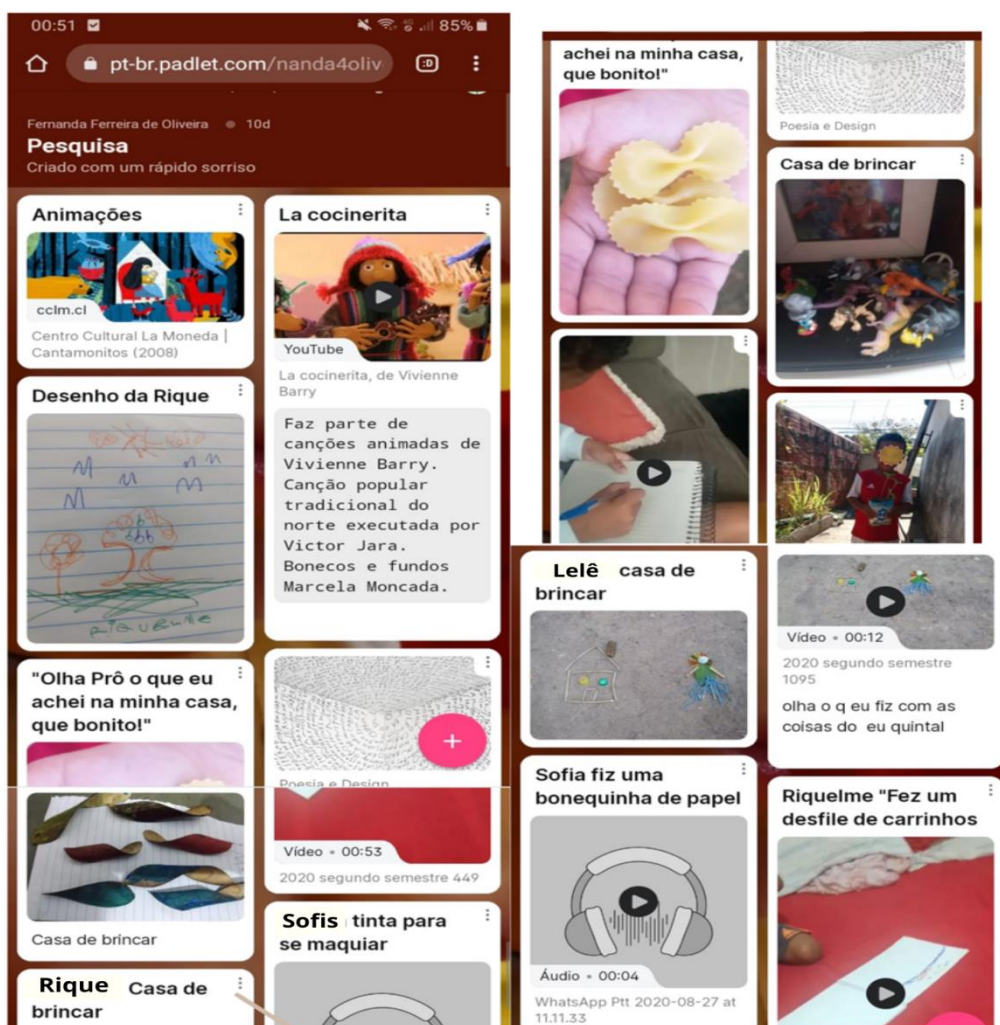 00:51
85%
pt-br.padlet.com/nanda4oliv
:D
Fernanda Ferreira de Oliveira • 10d
Pesquisa
Criado com um rápido sorriso
Animações
cclm.cl
Centro Cultural La Moneda |
Cantamonitos (2008)
Desenho da Rique
"Olha Prô o que eu
achei na minha casa,
que bonito!"
La cocinerita
YouTube
La cocinerita, de Vivienne
Barry
Faz parte de
canções animadas de
Vivienne Barry.
Canção popular
tradicional do
norte executada por
Victor Jara.
Bonecos e fundos
Marcela Moncada.
Poesia e Design
Casa de brincar
Rique Casa de
brincar
Vídeo • 00:53
2020 segundo semestre 449
Sofis tinta para
se maquiar
achei na minha casa,
que bonito!"
Poesia e Design
Casa de brincar
Lelê casa de
brincar
Sofia fiz uma
bonequinha de papel
Áudio • 00:04
WhatsApp Ptt 2020-08-27 at
11.11.33
Vídeo • 00:12
2020 segundo semestre
1095
olha o q eu fiz com as
coisas do eu quintal
Riquelme "Fez um
desfile de carrinhos